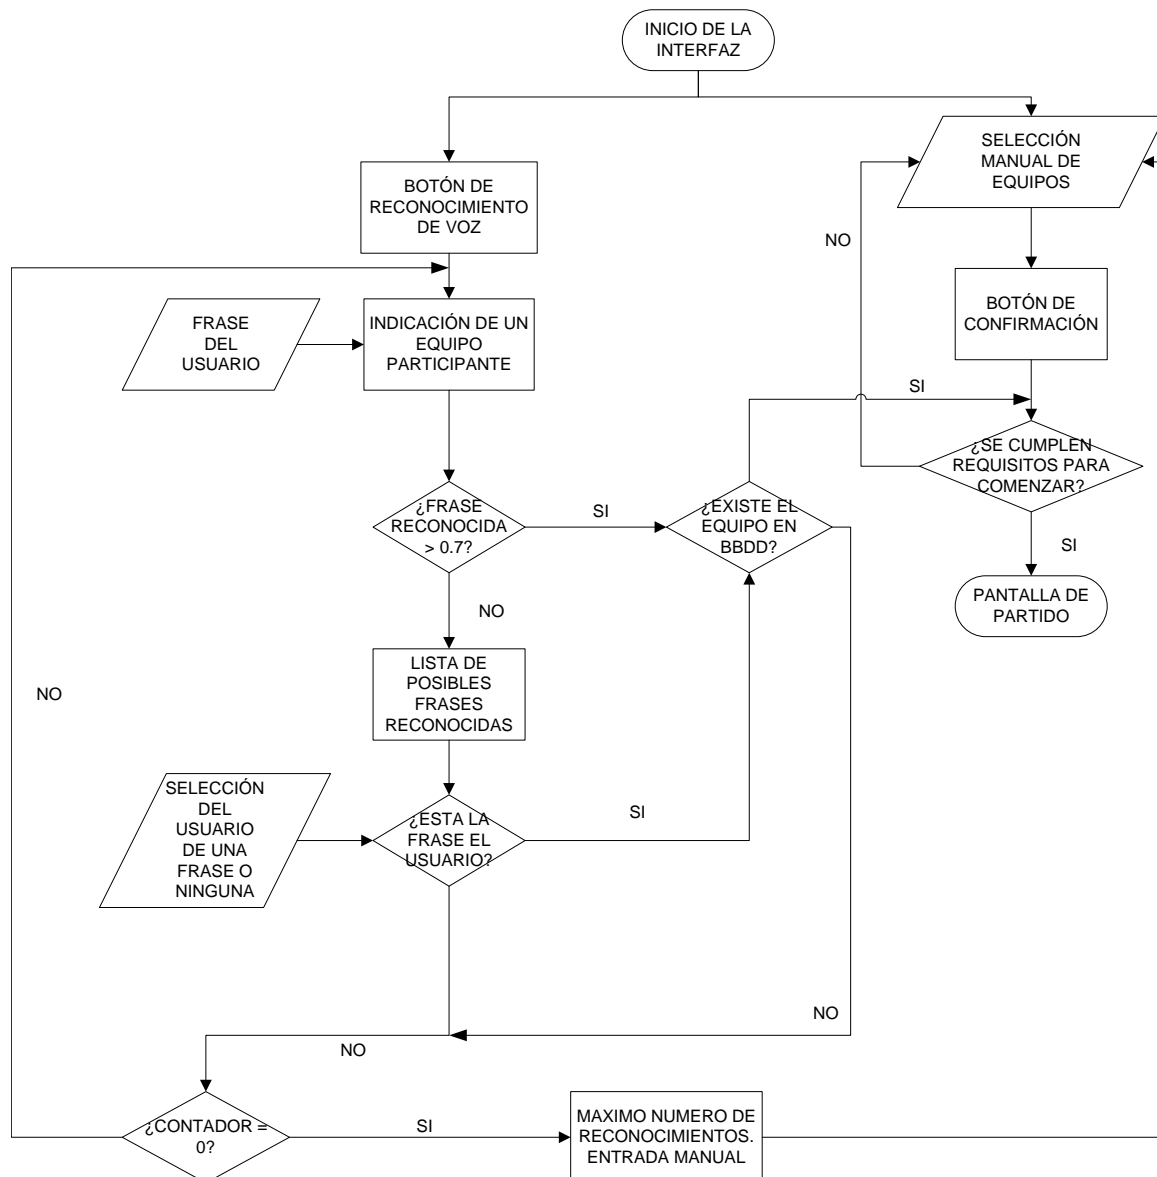 INICIO DE LA
INTERFAZ
SELECCIÓN
MANUAL DE
EQUIPOS
BOTÓN DE
RECONOCIMIENTO
DE VOZ
NO
BOTÓN DE
CONFIRMACIÓN
FRASE
DEL
USUARIO
INDICACIÓN DE UN
EQUIPO
PARTICIPANTE
SI
¿SE CUMPLEN
REQUISITOS PARA
COMENZAR?
¿FRASE
RECONOCIDA
> 0.7?
SI
¿EXISTE EL
EQUIPO EN
BBDD?
SI
PANTALLA DE
PARTIDO
NO
LISTA DE
POSIBLES
FRASES
RECONOCIDAS
NO
SELECCIÓN
DEL
USUARIO
DE UNA
FRASE O
NINGUNA
¿ESTA LA
FRASE EL
USUARIO?
SI
NO
NO
¿CONTADOR =
0?
SI
MAXIMO NUMERO DE
RECONOCIMIENTOS.
ENTRADA MANUAL